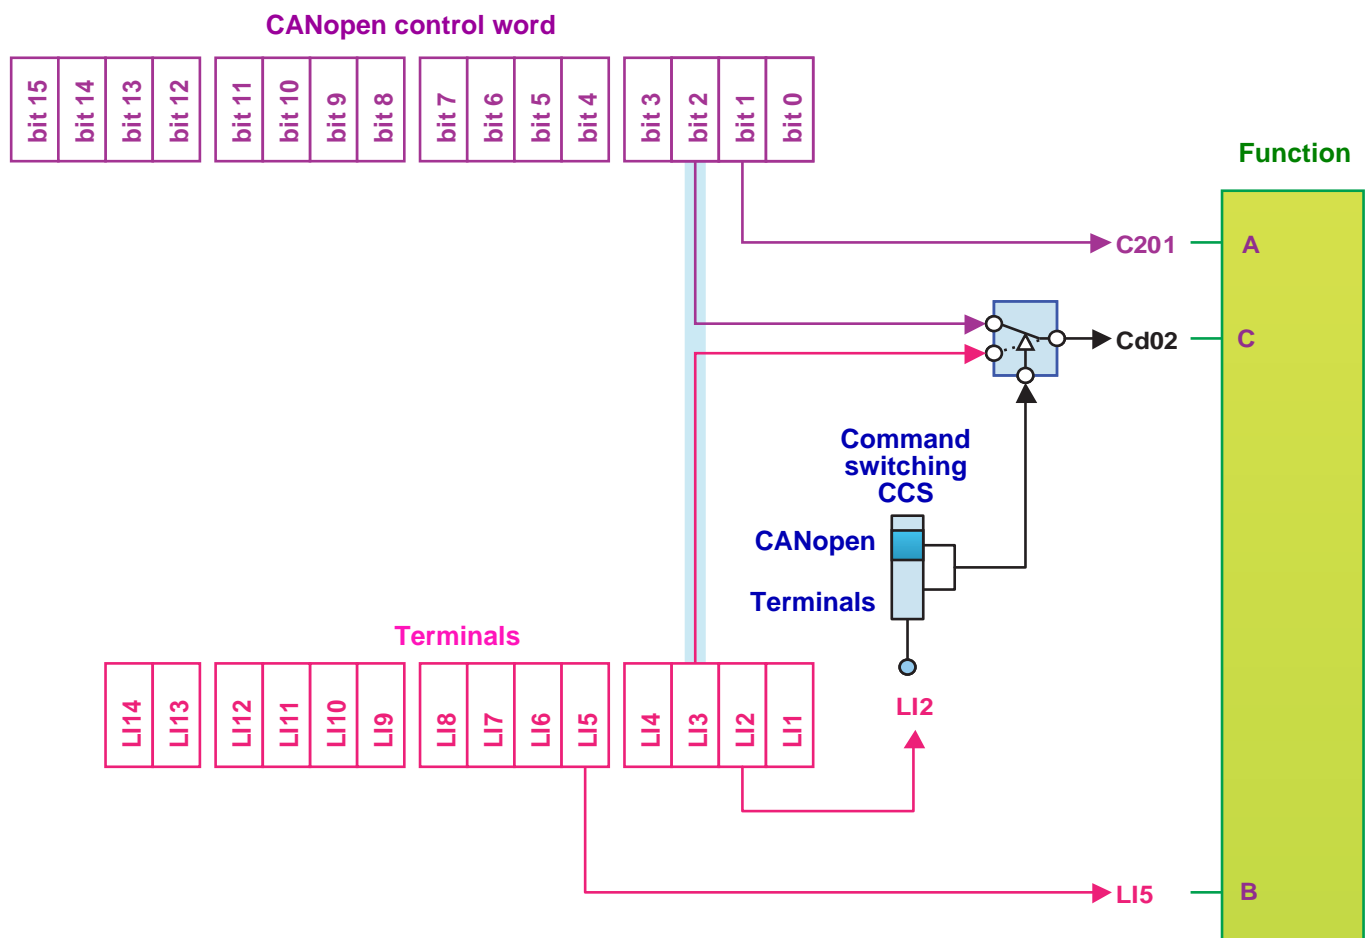 CANopen control word
bit 15
bit 14
bit 13
bit 12
bit 11
bit 10
bit 9
bit 8
bit 7
bit 6
bit 5
bit 4
bit 3
bit 2
bit 1
bit 0
Function
C201
A
Cd02
C
Command
switching
CCS
CANopen
Terminals
Terminals
LI14
LI13
LI12
LI11
LI10
LI9
LI8
LI7
LI6
LI5
LI4
LI3
LI2
LI1
LI2
LI5
B